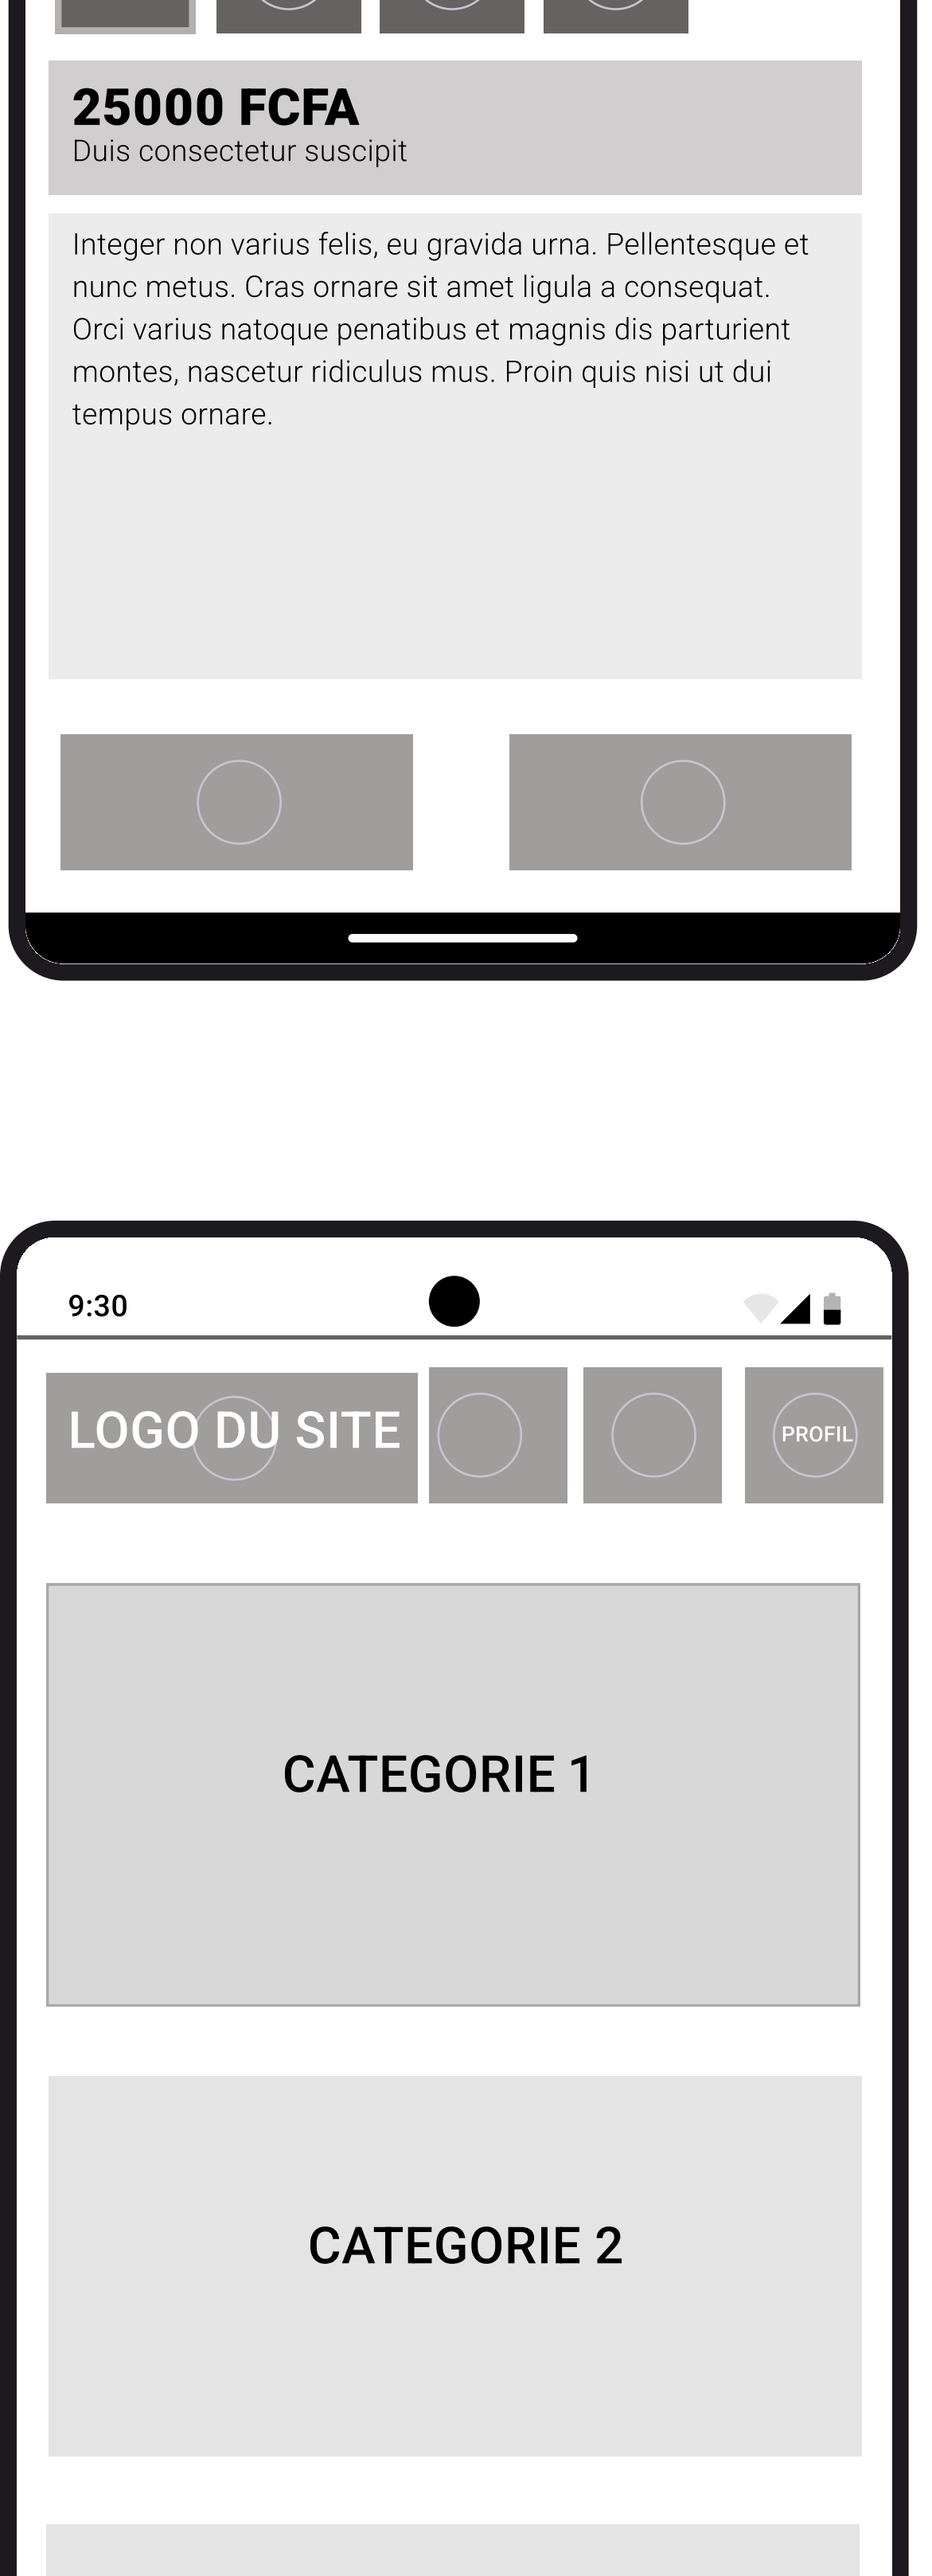 25000 FCFA
Duis consectetur suscipit
Integer non varius felis, eu gravida urna. Pellentesque et
nunc metus. Cras ornare sit amet ligula a consequat.
Orci varius natoque penatibus et magnis dis parturient
montes, nascetur ridiculus mus. Proin quis nisi ut dui
tempus ornare.
9:30
LOGO DU SITE
PROFIL
CATEGORIE 1
CATEGORIE 2